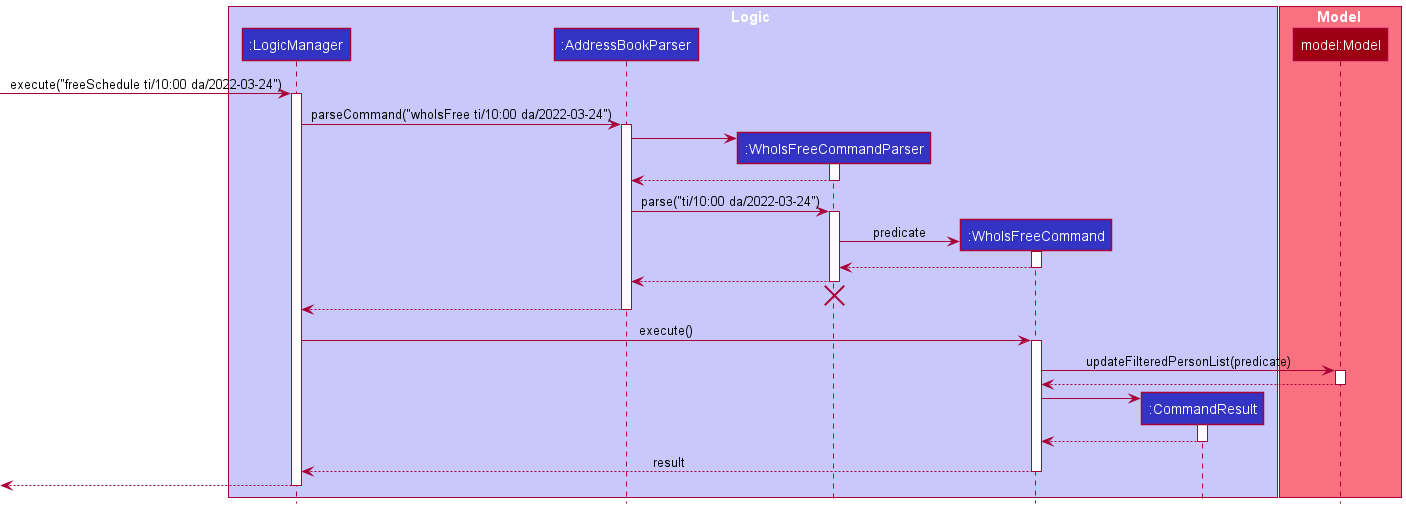 Logic
Model
:LogicManager
:AddressBookParser
model:Model
execute("freeSchedule ti/10:00 da/2022-03-24")
parseCommand("whoIsFree ti/10:00 da/2022-03-24")
:WhoIsFreeCommandParser
parse("ti/10:00 da/2022-03-24")
predicate
:WhoIsFreeCommand
execute()
updateFilteredPersonList(predicate)
:CommandResult
result